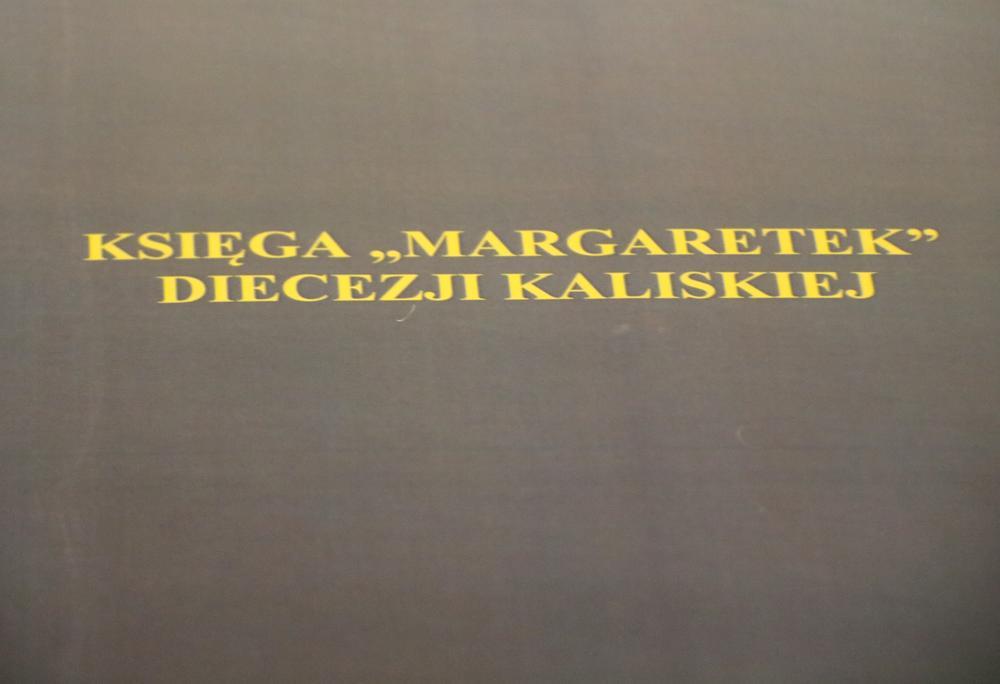 KSIĘGA „MARGARETEK”
DIECEZJI KALISKIEJ